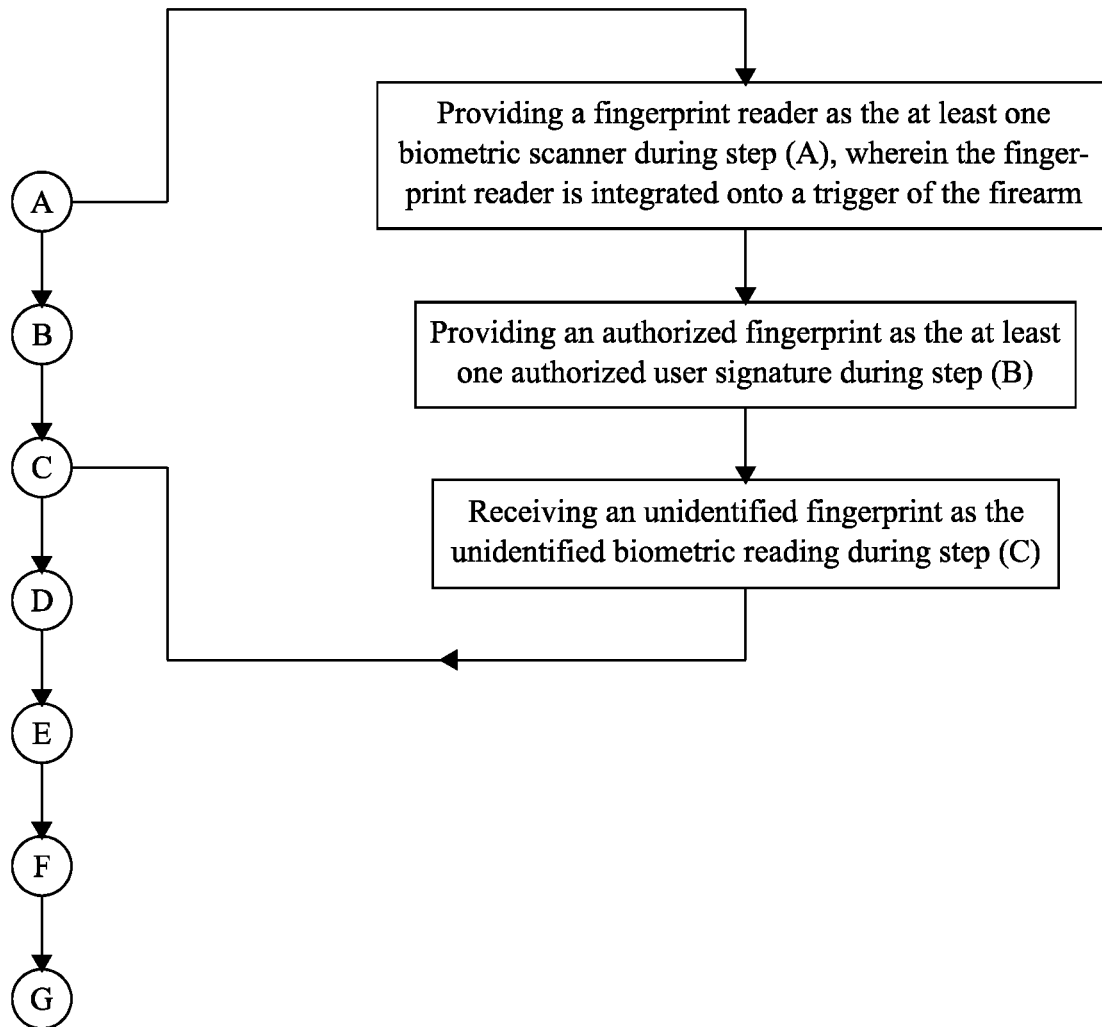 Providing a fingerprint reader as the at least one
biometric scanner during step (A), wherein the finger-
print reader is integrated onto a trigger of the firearm
A
B
Providing an authorized fingerprint as the at least
one authorized user signature during step (B)
C
Receiving an unidentified fingerprint as the
unidentified biometric reading during step (C)
D
E
F
G